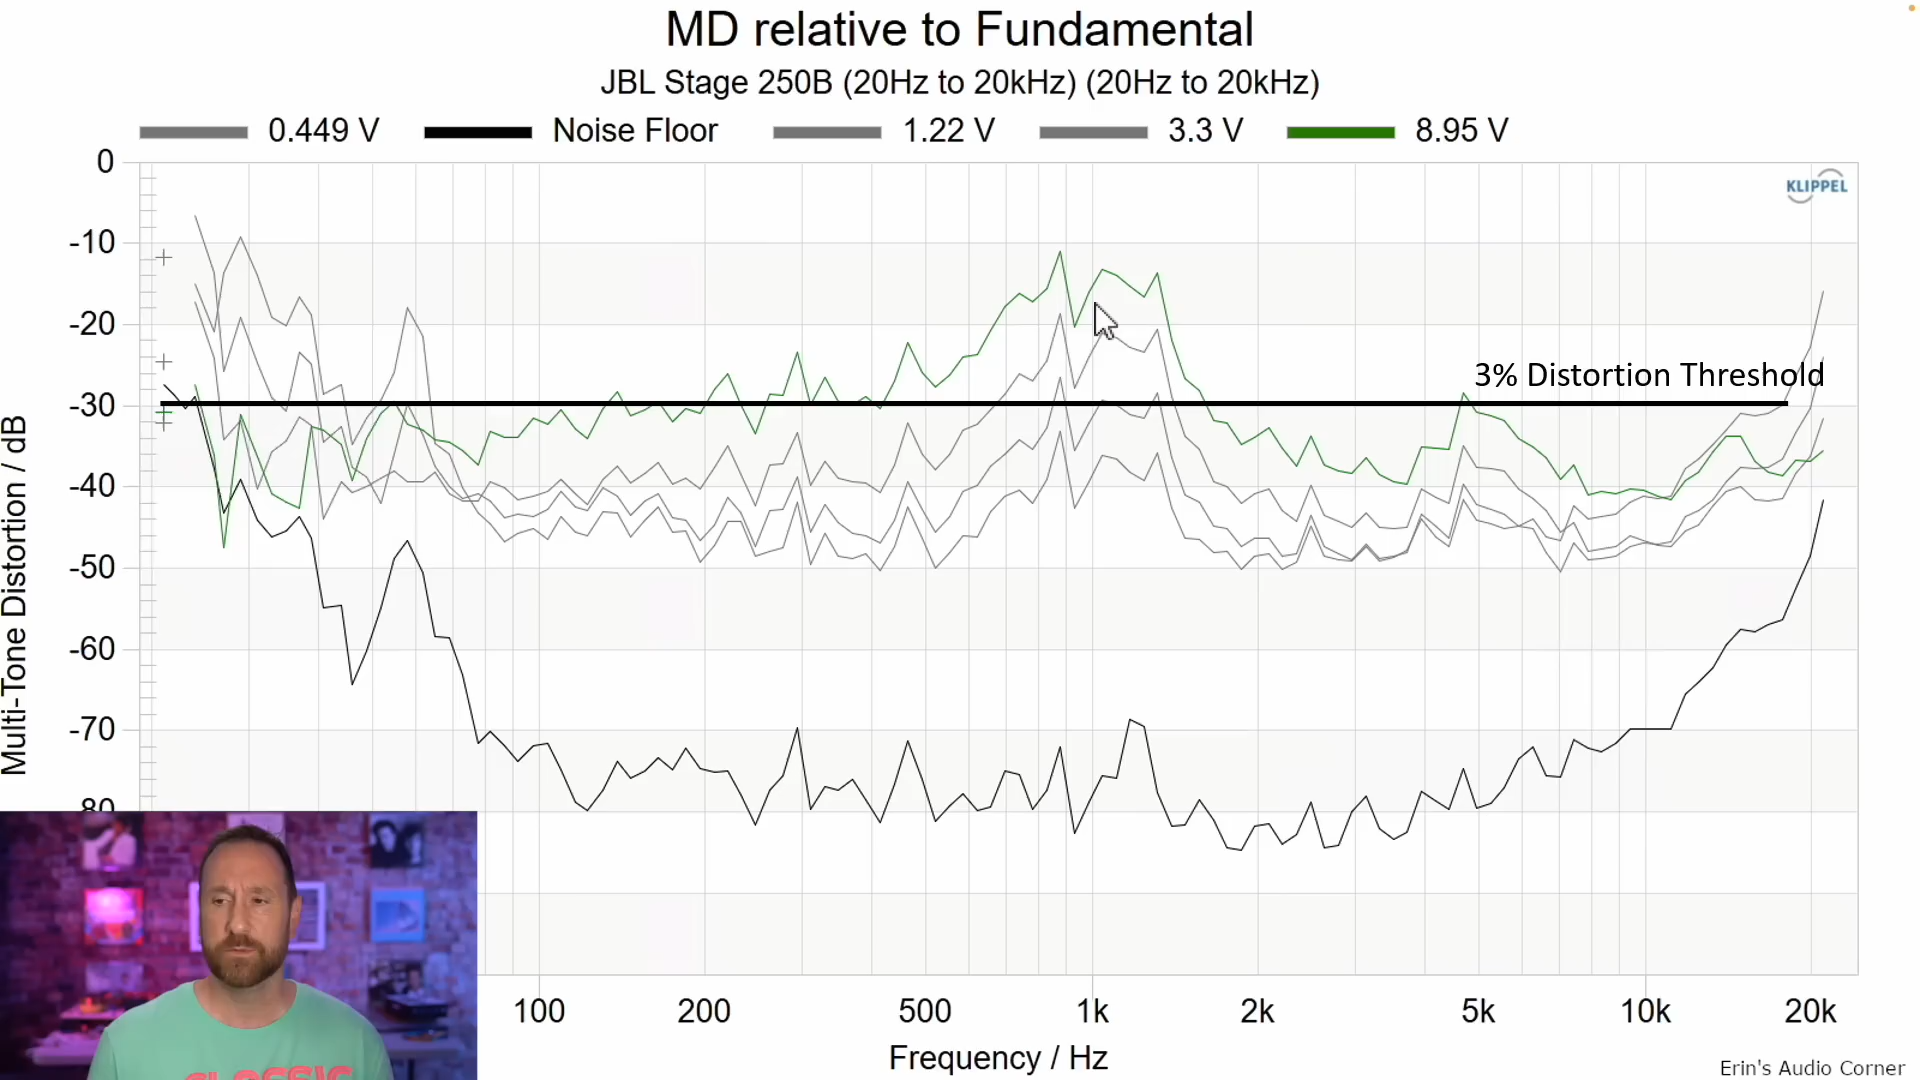 MD relative to Fundamental
JBL Stage 250B (20Hz to 20kHz) (20Hz to 20kHz)
0.449 V Noise Floor 1.22 V 3.3 V 8.95 V
KLIPPEL
3% Distortion Threshold
0
-10
-20
-30
-40
-50
-60
-70
80
Multi-Tone Distortion / dB
100 200 500 1k 2k 5k 10k 20k
Frequency / Hz
Erin's Audio Corner
CLASSIC